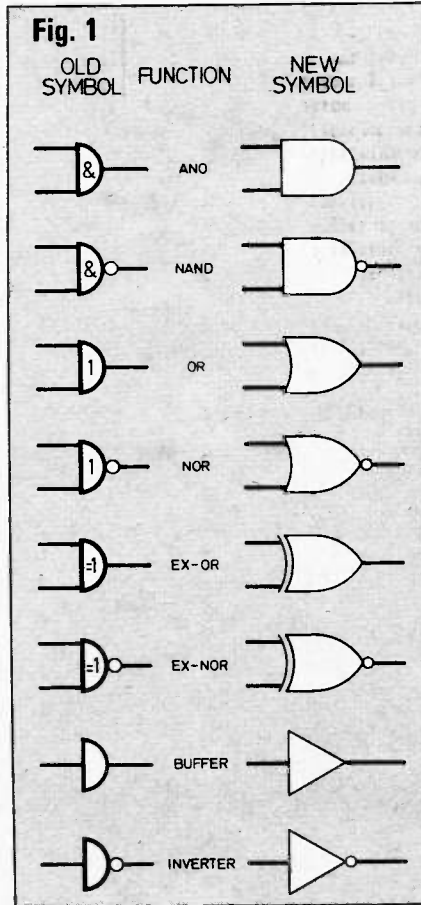 Fig. 1
OLD SYMBOL FUNCTION NEW SYMBOL
& ANO
& NAND
1 OR
1 NOR
=1 EX-OR
=1 EX-NOR
BUFFER
INVERTER